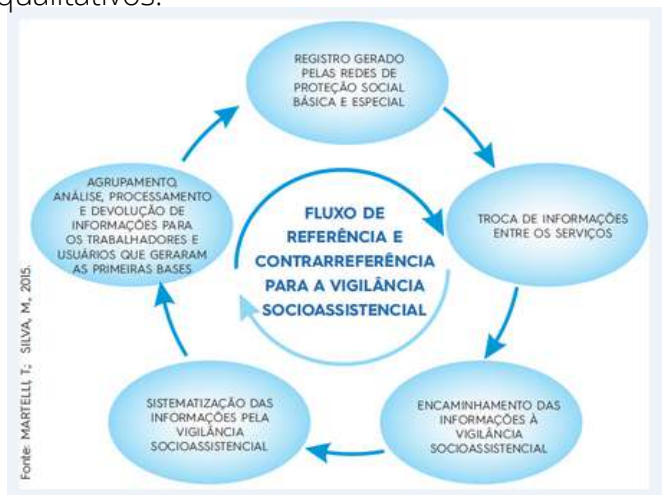 qualitativos.
REGISTRO GERADO
PELAS REDES DE
PROTEÇÃO SOCIAL
BÁSICA E ESPECIAL
TROCA DE INFORMAÇÕES
ENTRE OS SERVIÇOS
ENCAMINHAMENTO DAS
INFORMAÇÕES À
VIGILÂNCIA
SOCIOASSISTENCIAL
SISTEMATIZAÇÃO DAS
INFORMAÇÕES PELA
VIGILÂNCIA
SOCIOASSISTENCIAL
AGRUPAMENTO,
ANÁLISE, PROCESSAMENTO
E DEVOLUÇÃO DE
INFORMAÇÕES PARA
OS TRABALHADORES E
USUÁRIOS QUE GERARAM
AS PRIMEIRAS BASES
FLUXO DE
REFERÊNCIA E
CONTRARREFERÊNCIA
PARA A VIGILÂNCIA
SOCIOASSISTENCIAL
Fonte: MARTELLI, T.; SILVA, M., 2015.